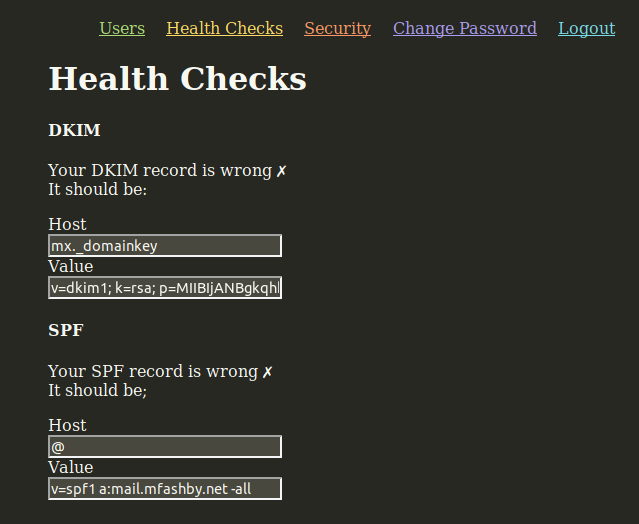 Users Health Checks Security Change Password Logout
Health Checks
DKIM
Your DKIM record is wrong ✗
It should be:
Host
mx._domainkey
Value
v=dkim1; k=rsa; p=MIIBIjANBgkqhl
SPF
Your SPF record is wrong ✗
It should be;
Host
@
Value
v=spf1 a:mail.mfashby.net -all